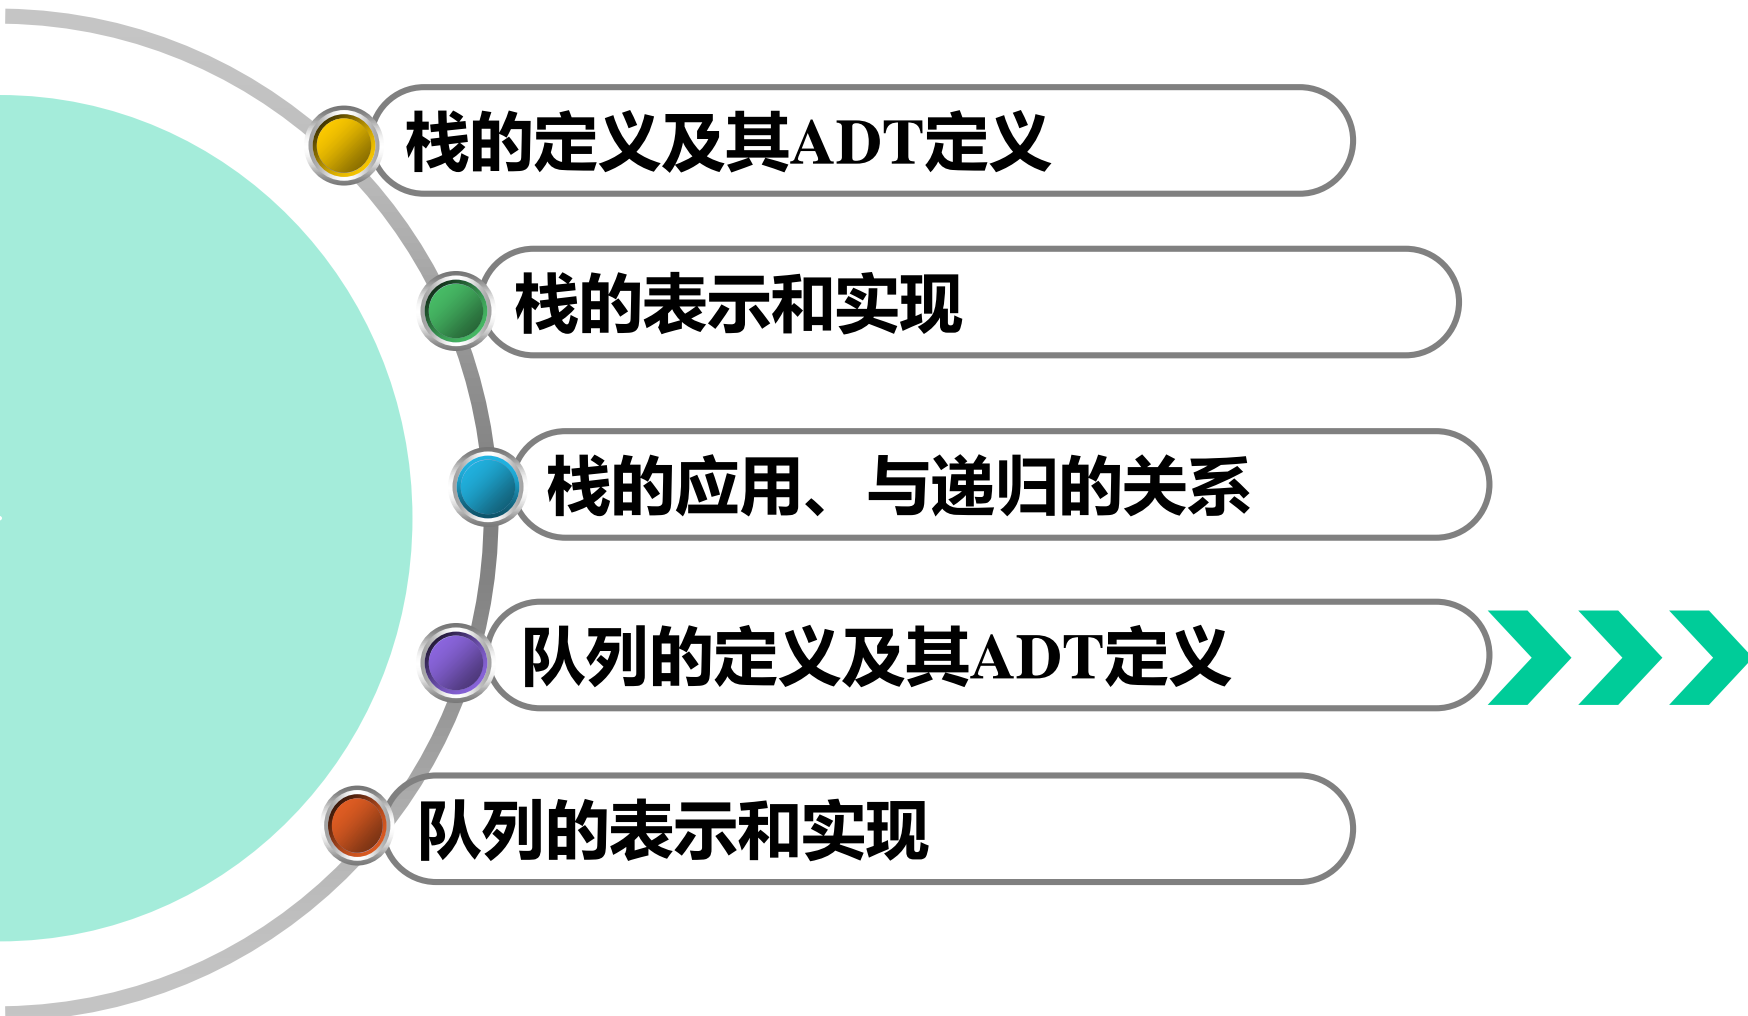 栈的定义及其ADT定义
栈的表示和实现
栈的应用、与递归的关系
队列的定义及其ADT定义
队列的表示和实现